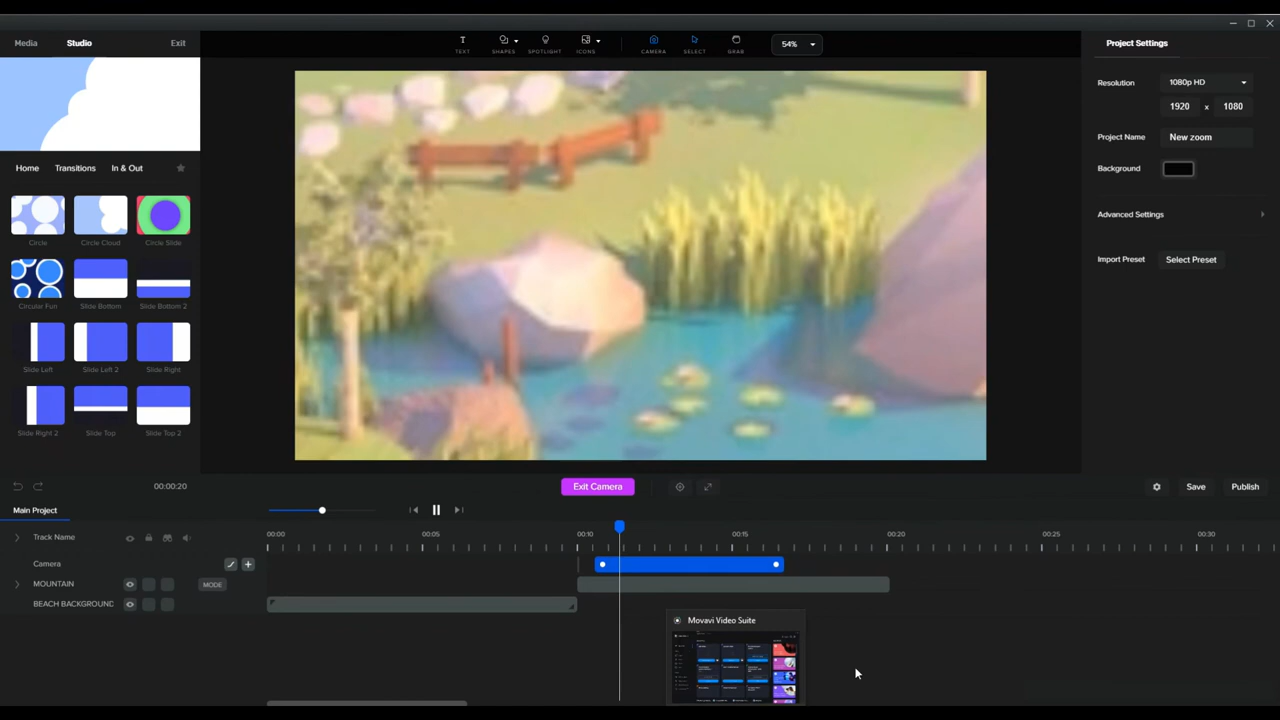 Media Studio Exit
TEXT SHAPES SPOTLIGHT ICONS CAMERA SELECT GRAB 54%
Project Settings
Resolution 1080p HD
1920 x 1080
Project Name New zoom
Background
Advanced Settings
Import Preset Select Preset
Home Transitions In & Out
Circle Circle Cloud Circle Slide
Circular Fun Slide Bottom Slide Bottom 2
Slide Left Slide Left 2 Slide Right
Slide Right 2 Slide Top Slide Top 2
00:00:20 Exit Camera Save Publish
Main Project
Track Name 00:00 00:05 00:10 00:15 00:20 00:25 00:30
Camera
MOUNTAIN MODE
BEACH BACKGROUND
Movavi Video Suite